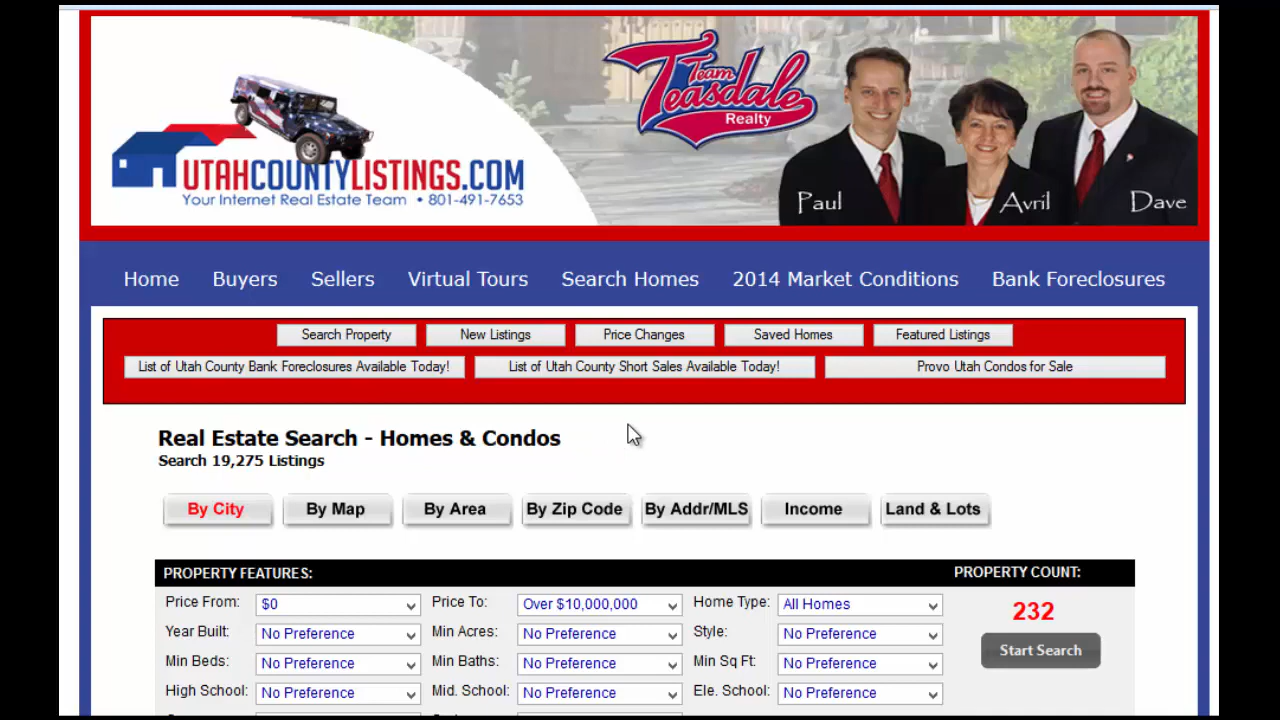 Team
Teasdale
Realty
UTAHCOUNTYLISTINGS.COM
Your Internet Real Estate Team • 801-491-7653
Paul
Avril
Dave
Home Buyers Sellers Virtual Tours Search Homes 2014 Market Conditions Bank Foreclosures
Search Property New Listings Price Changes Saved Homes Featured Listings
List of Utah County Bank Foreclosures Available Today! List of Utah County Short Sales Available Today! Provo Utah Condos for Sale
Real Estate Search - Homes & Condos
Search 19,275 Listings
By City By Map By Area By Zip Code By Addr/MLS Income Land & Lots
PROPERTY FEATURES: PROPERTY COUNT:
Price From: $0 Price To: Over $10,000,000 Home Type: All Homes 232
Year Built: No Preference Min Acres: No Preference Style: No Preference
Start Search
Min Beds: No Preference Min Baths: No Preference Min Sq Ft: No Preference
High School: No Preference Mid. School: No Preference Ele. School: No Preference